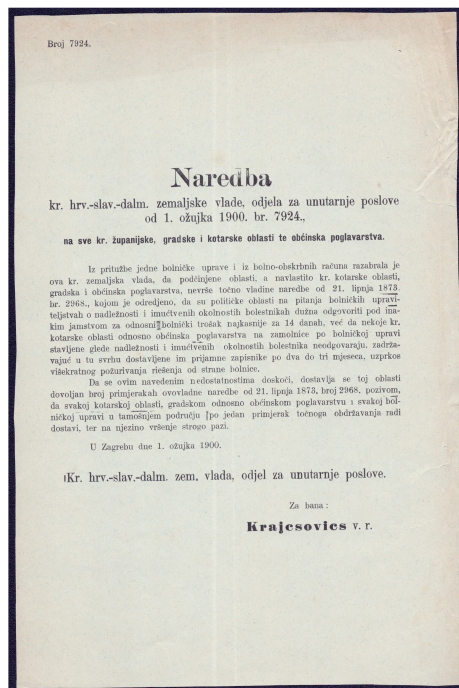 Broj 7924.
Naredba
kr. hrv.-slav.-dalm. zemaljske vlade, odjela za unutarnje poslove
od 1. ožujka 1900. br. 7924.,
na sve kr. županijske, gradske i kotarske oblasti te obćinska poglavarstva.
Iz pritužbe jedne bolničke uprave i iz bolno-obskrbnih računa razabrala je
ova kr. zemaljska vlada, da podčinjene oblasti, a navlastito kr. kotarske oblasti,
gradska i obćinska poglavarstva, nevrše točno vladine naredbe od 21. lipnja 1873.
br. 2968., kojom je odredjeno, da su političke oblasti na pitanja bolničkih upravi-
teljstvah o nadležnosti i imućtvenih okolnostih bolestnikah dužna odgovoriti pod ina-
kim jamstvom za odnosni bolnički trošak najkasnije za 14 danah, već da nekoje kr.
kotarske oblasti odnosno obćinska poglavarstva na zamolnice po bolničkoj upravi
stavljene glede nadležnosti i imućtvenih okolnostih bolestnika neodgovaraju, zadrža-
vajuć u tu svrhu dostavljene im prijamne zapisnike po dva do tri mjeseca, uzprkos
višekratnog požurivanja riešenja od strane bolnice.
Da se ovim navedenim nedostatnostima doskoči, dostavlja se toj oblasti
dovoljan broj primjerakah ovovladne naredbe od 21. lipnja 1873, broj 2968, pozivom,
da svakoj kotarskoj oblasti, gradskom odnosno obćinskom poglavarstvu i svakoj bol-
ničkoj upravi u tamošnjem području po jedan primjerak točnoga obdržavanja radi
dostavi, ter na njezino vršenje strogo pazi.
U Zagrebu dne 1. ožujka 1900.
Kr. hrv.-slav.-dalm. zem, vlada, odjel za unutarnje poslove.
Za bana:
Krajcsovics v. r.